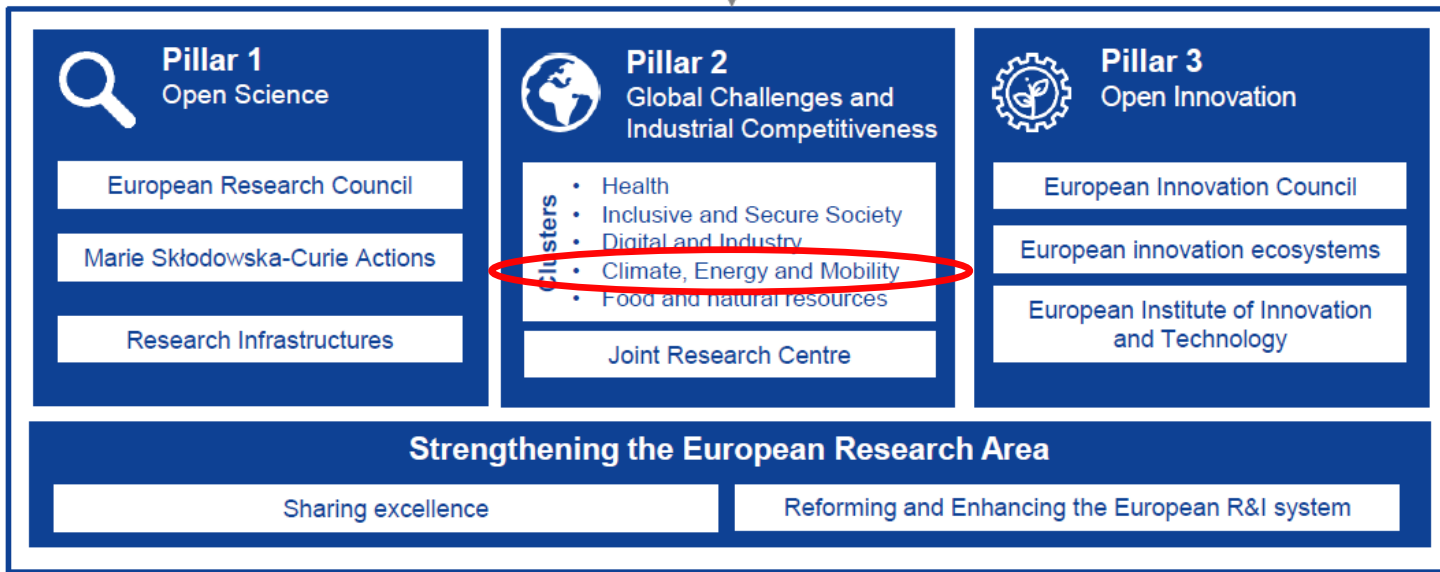 Pillar 1
Open Science
European Research Council
Marie Skłodowska-Curie Actions
Research Infrastructures
Pillar 2
Global Challenges and
Industrial Competitiveness
Clusters
• Health
• Inclusive and Secure Society
• Digital and Industry
• Climate, Energy and Mobility
• Food and natural resources
Joint Research Centre
Pillar 3
Open Innovation
European Innovation Council
European innovation ecosystems
European Institute of Innovation
and Technology
Strengthening the European Research Area
Sharing excellence
Reforming and Enhancing the European R&I system